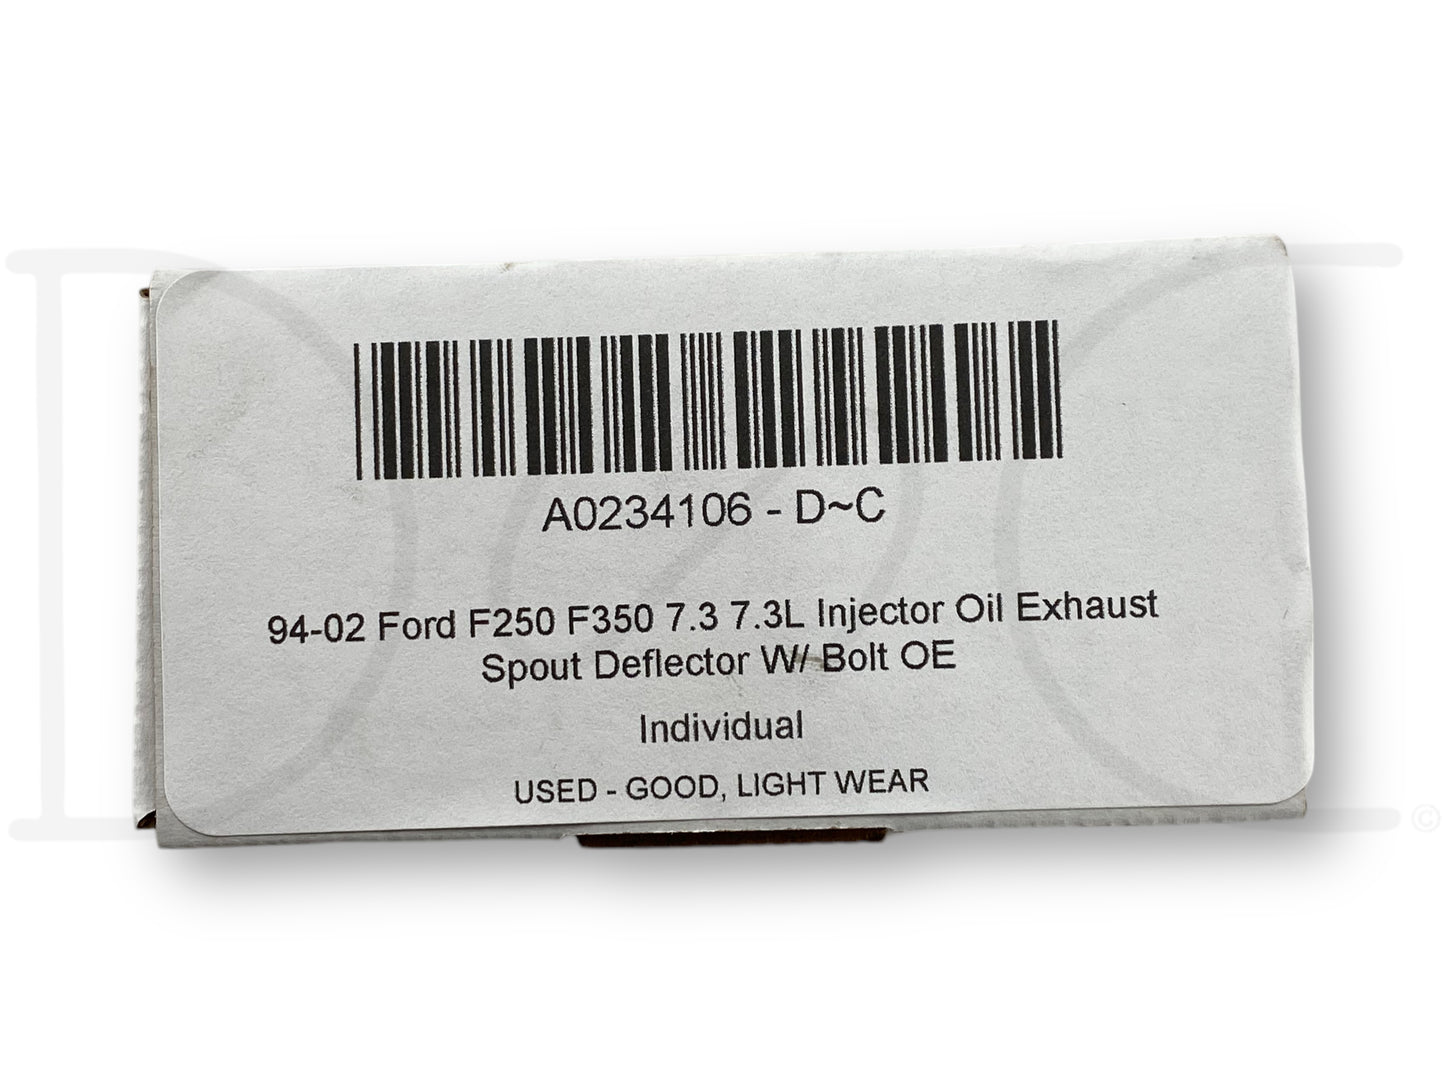 A0234106 - D~C
94-02 Ford F250 F350 7.3 7.3L Injector Oil Exhaust
Spout Deflector W/ Bolt OE
Individual
USED - GOOD, LIGHT WEAR
D2C
©